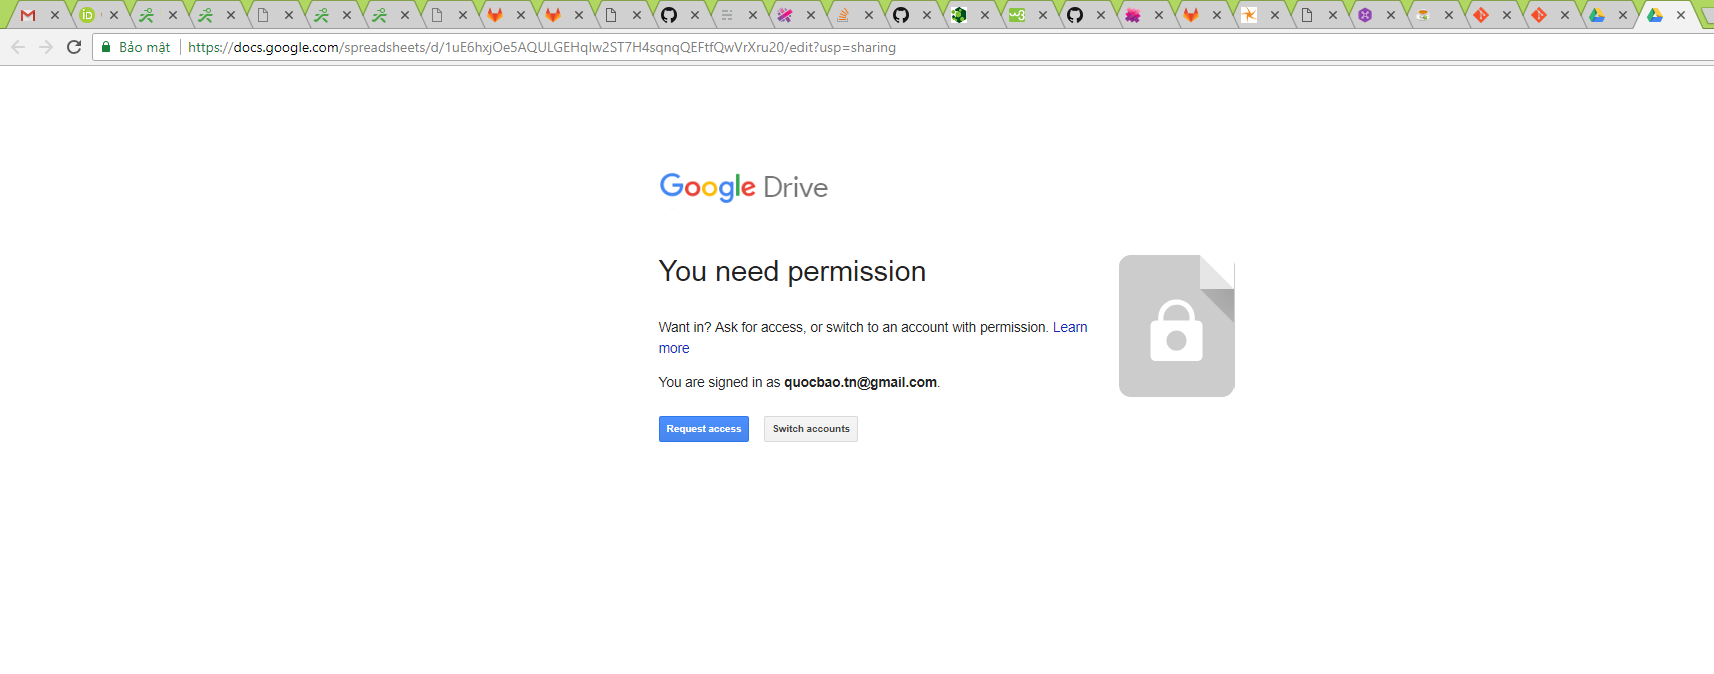 Bảo mật
https://docs.google.com/spreadsheets/d/1uE6hxjOe5AQULGEHqIw2ST7H4sqnqQEFtfQwVrXru20/edit?usp=sharing
Google Drive
You need permission
Want in? Ask for access, or switch to an account with permission. Learn
more
You are signed in as quocbao.tn@gmail.com.
Request access
Switch accounts